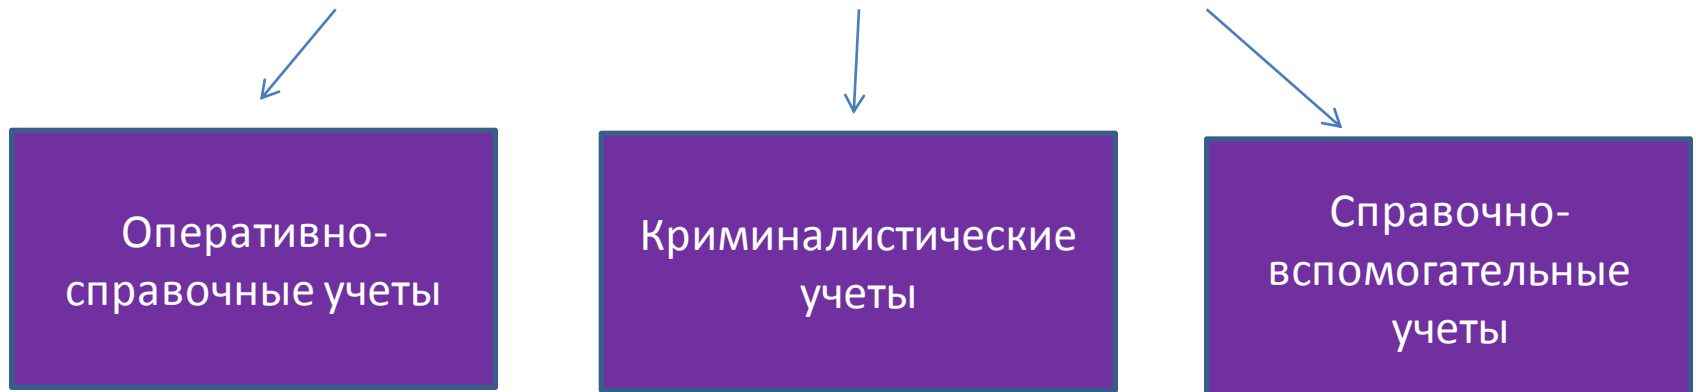 Оперативно-
справочные учеты
Криминалистические
учеты
Справочно-
вспомогательные
учеты